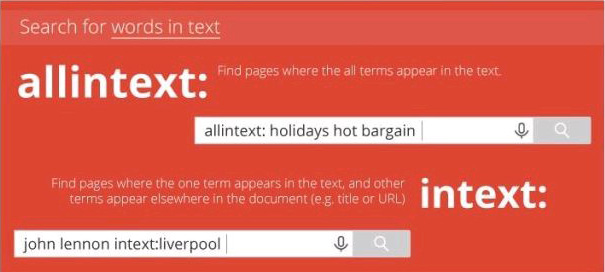 Search for words in text
allintext: Find pages where the all terms appear in the text.
allintext: holidays hot bargain
Find pages where the one term appears in the text, and other
terms appear elsewhere in the document (e.g. title or URL)
intext:
john lennon intext:liverpool